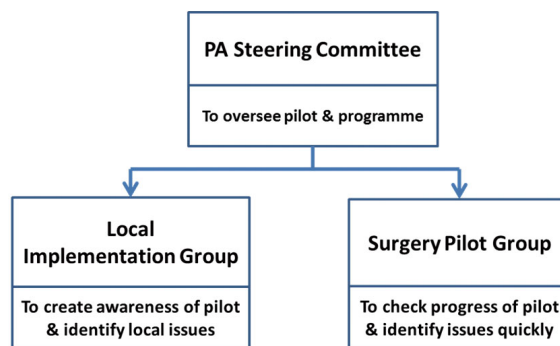 PA Steering Committee
To oversee pilot & programme
Local
Implementation Group
To create awareness of pilot
& identify local issues
Surgery Pilot Group
To check progress of pilot
& identify issues quickly